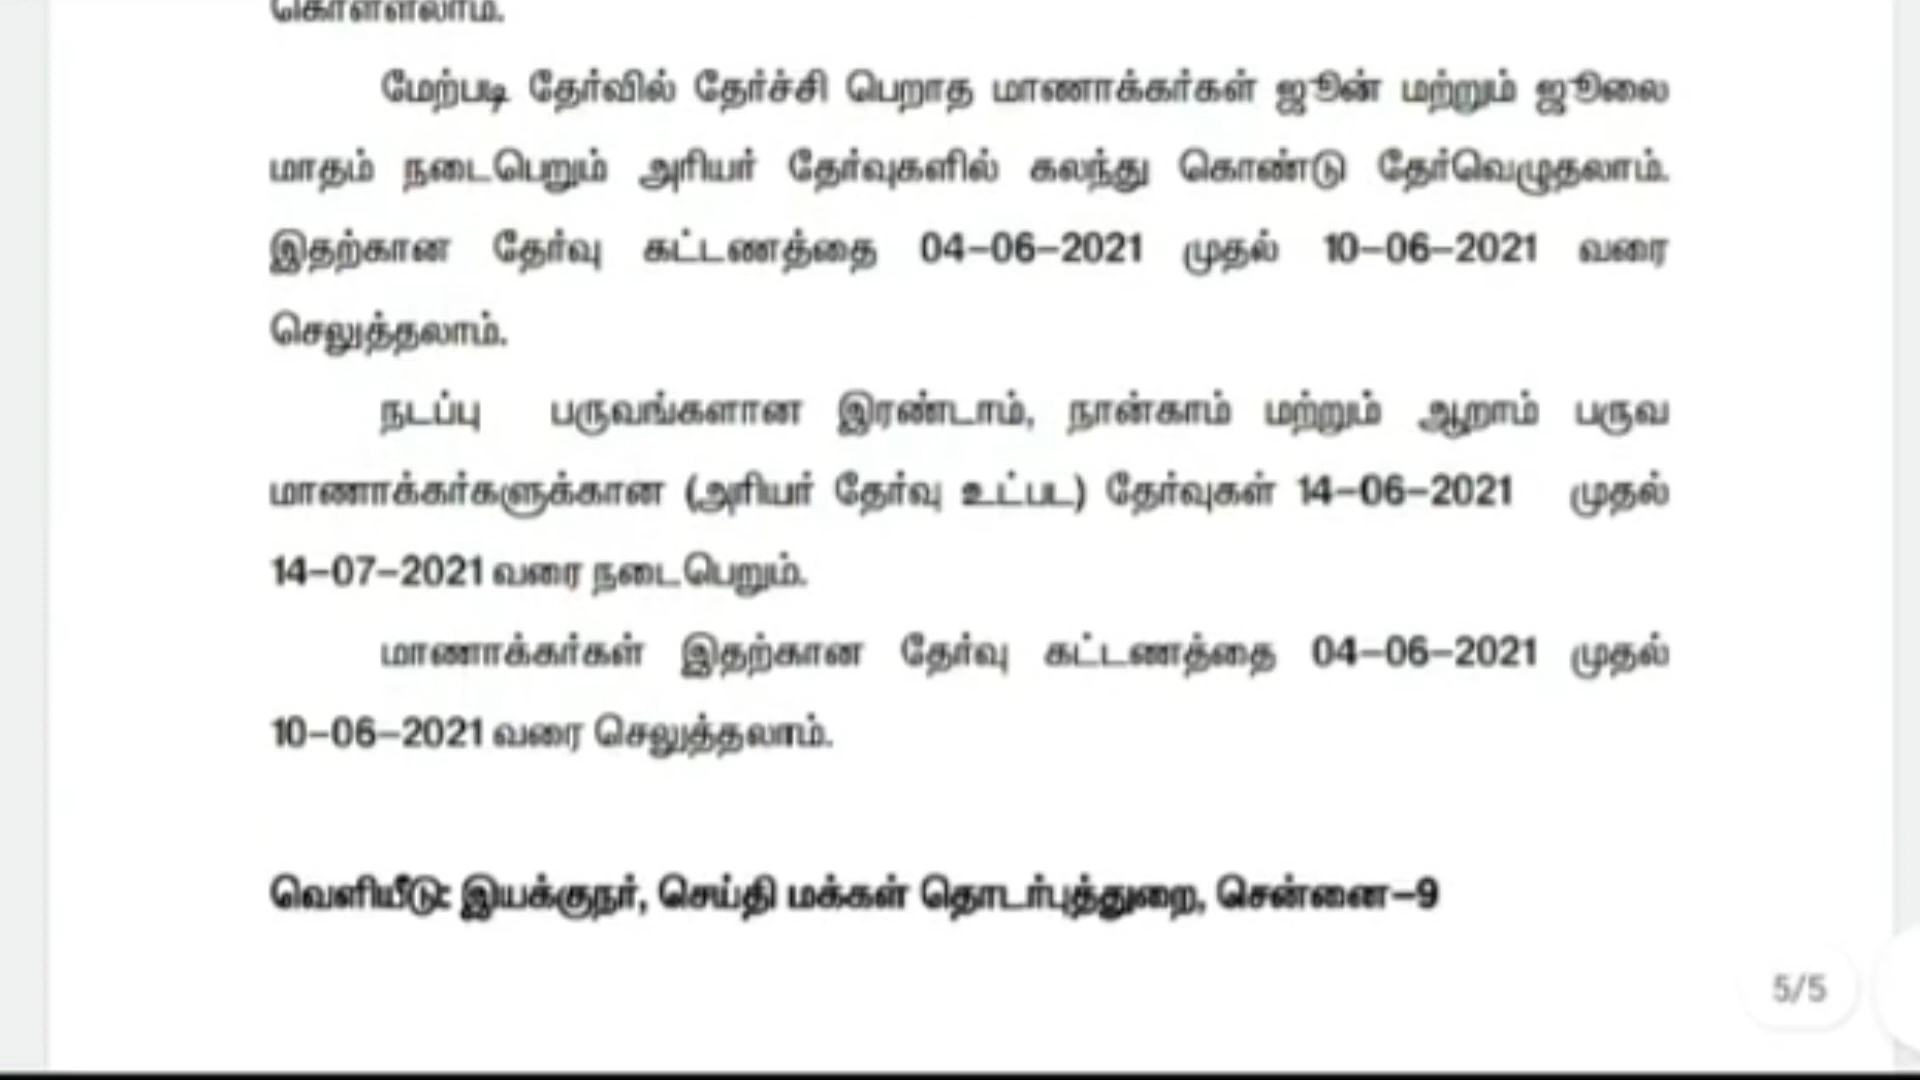 கொள்ளலாம்.
மேற்படி தேர்வில் தேர்ச்சி பெறாத மாணாக்கர்கள் ஜூன் மற்றும் ஜூலை
மாதம் நடைபெறும் அரியர் தேர்வுகளில் கலந்து கொண்டு தேர்வெழுதலாம்.
இதற்கான தேர்வு கட்டணத்தை 04–06–2021 முதல் 10–06–2021 வரை
செலுத்தலாம்.
நடப்பு பருவங்களான இரண்டாம், நான்காம் மற்றும் ஆறாம் பருவ
மாணாக்கர்களுக்கான (அரியர் தேர்வு உட்பட) தேர்வுகள் 14–06–2021 முதல்
14–07–2021 வரை நடைபெறும்.
மாணாக்கர்கள் இதற்கான தேர்வு கட்டணத்தை 04–06–2021 முதல்
10–06–2021 வரை செலுத்தலாம்.
வெளியீடு: இயக்குநர், செய்தி மக்கள் தொடர்புத்துறை, சென்னை–9
5/5